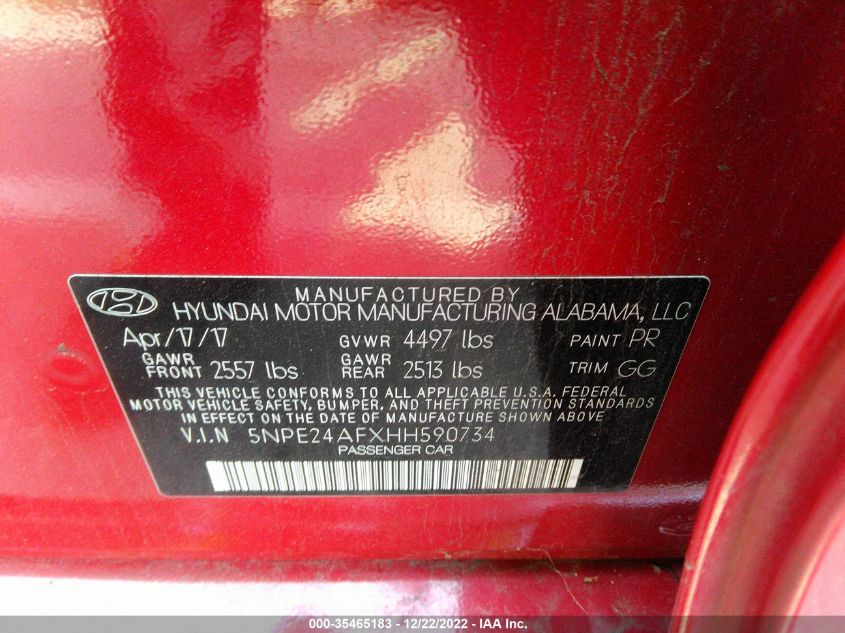 MANUFACTURED BY
HYUNDAI MOTOR MANUFACTURING ALABAMA, LLC
Apr/17/17 GVWR 4497 lbs PAINT PR
GAWR FRONT 2557 lbs GAWR REAR 2513 lbs TRIM GG
THIS VEHICLE CONFORMS TO ALL APPLICABLE U.S.A. FEDERAL
MOTOR VEHICLE SAFETY, BUMPER, AND THEFT PREVENTION STANDARDS
IN EFFECT ON THE DATE OF MANUFACTURE SHOWN ABOVE
V.I.N 5NPE24AFXHH590734
PASSENGER CAR
000-35465183 - 12/22/2022 - IAA Inc.